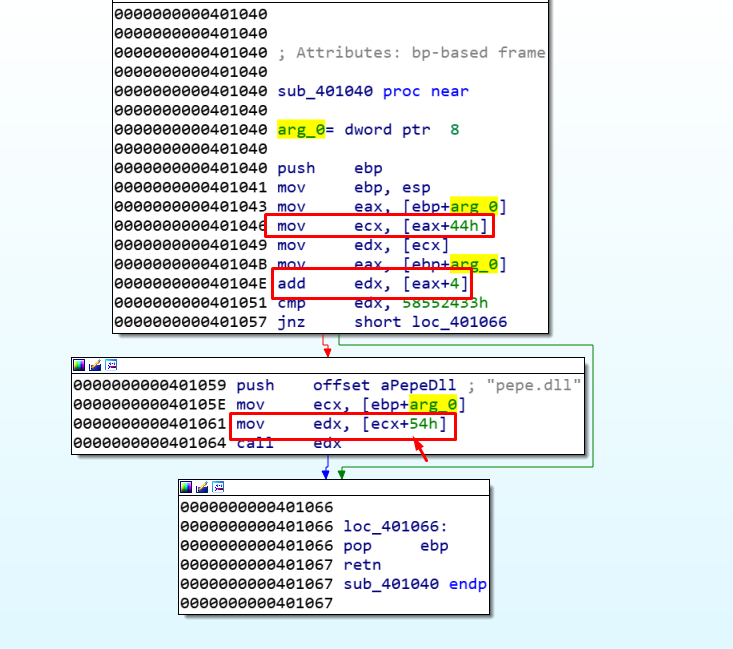 0000000000401040
0000000000401040
0000000000401040 ; Attributes: bp-based frame
0000000000401040
0000000000401040 sub_401040 proc near
0000000000401040
0000000000401040 arg_0= dword ptr  8
0000000000401040
0000000000401040 push    ebp
0000000000401041 mov     ebp, esp
0000000000401043 mov     eax, [ebp+arg_0]
0000000000401046 mov     ecx, [eax+44h]
0000000000401049 mov     edx, [ecx]
000000000040104B mov     eax, [ebp+arg_0]
000000000040104E add     edx, [eax+4]
0000000000401051 cmp     edx, 58552433h
0000000000401057 jnz     short loc_401066
0000000000401059 push    offset aPepeDll ; "pepe.dll"
000000000040105E mov     ecx, [ebp+arg_0]
0000000000401061 mov     edx, [ecx+54h]
0000000000401064 call    edx
0000000000401066
0000000000401066 loc_401066:
0000000000401066 pop     ebp
0000000000401067 retn
0000000000401067 sub_401040 endp
0000000000401067